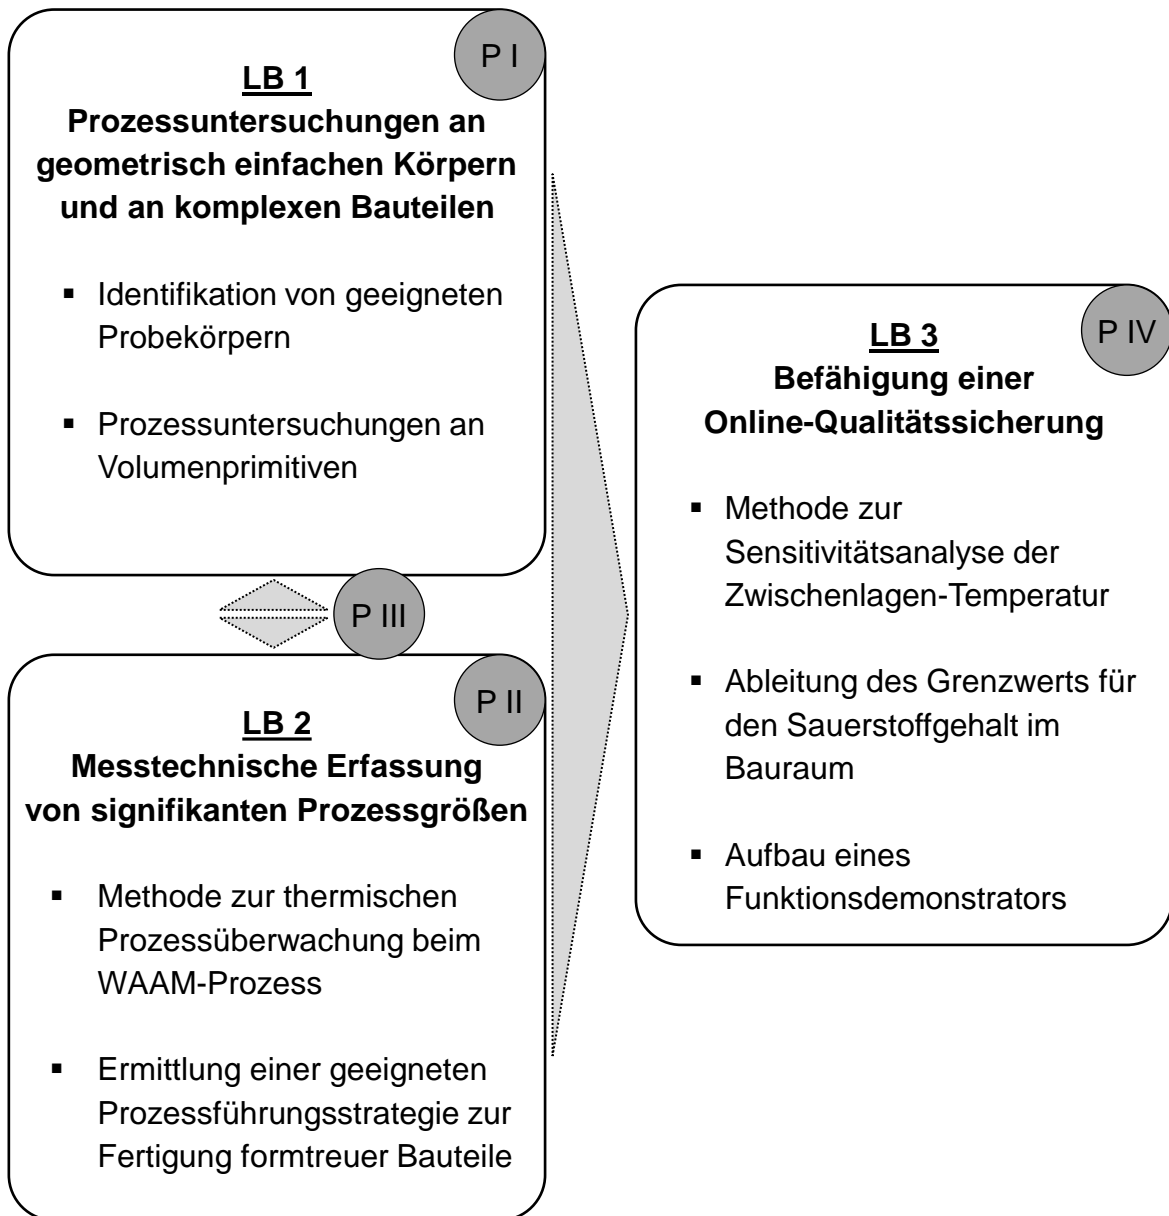 P I
LB 1
Prozessuntersuchungen an
geometrisch einfachen Körpern
und an komplexen Bauteilen
▪ Identifikation von geeigneten
Probekörpern
▪ Prozessuntersuchungen an
Volumenprimitiven
P III
P II
LB 2
Messtechnische Erfassung
von signifikanten Prozessgrößen
▪ Methode zur thermischen
Prozessüberwachung beim
WAAM-Prozess
▪ Ermittlung einer geeigneten
Prozessführungsstrategie zur
Fertigung formtreuer Bauteile
P IV
LB 3
Befähigung einer
Online-Qualitätssicherung
▪ Methode zur
Sensitivitätsanalyse der
Zwischenlagen-Temperatur
▪ Ableitung des Grenzwerts für
den Sauerstoffgehalt im
Bauraum
▪ Aufbau eines
Funktionsdemonstrators